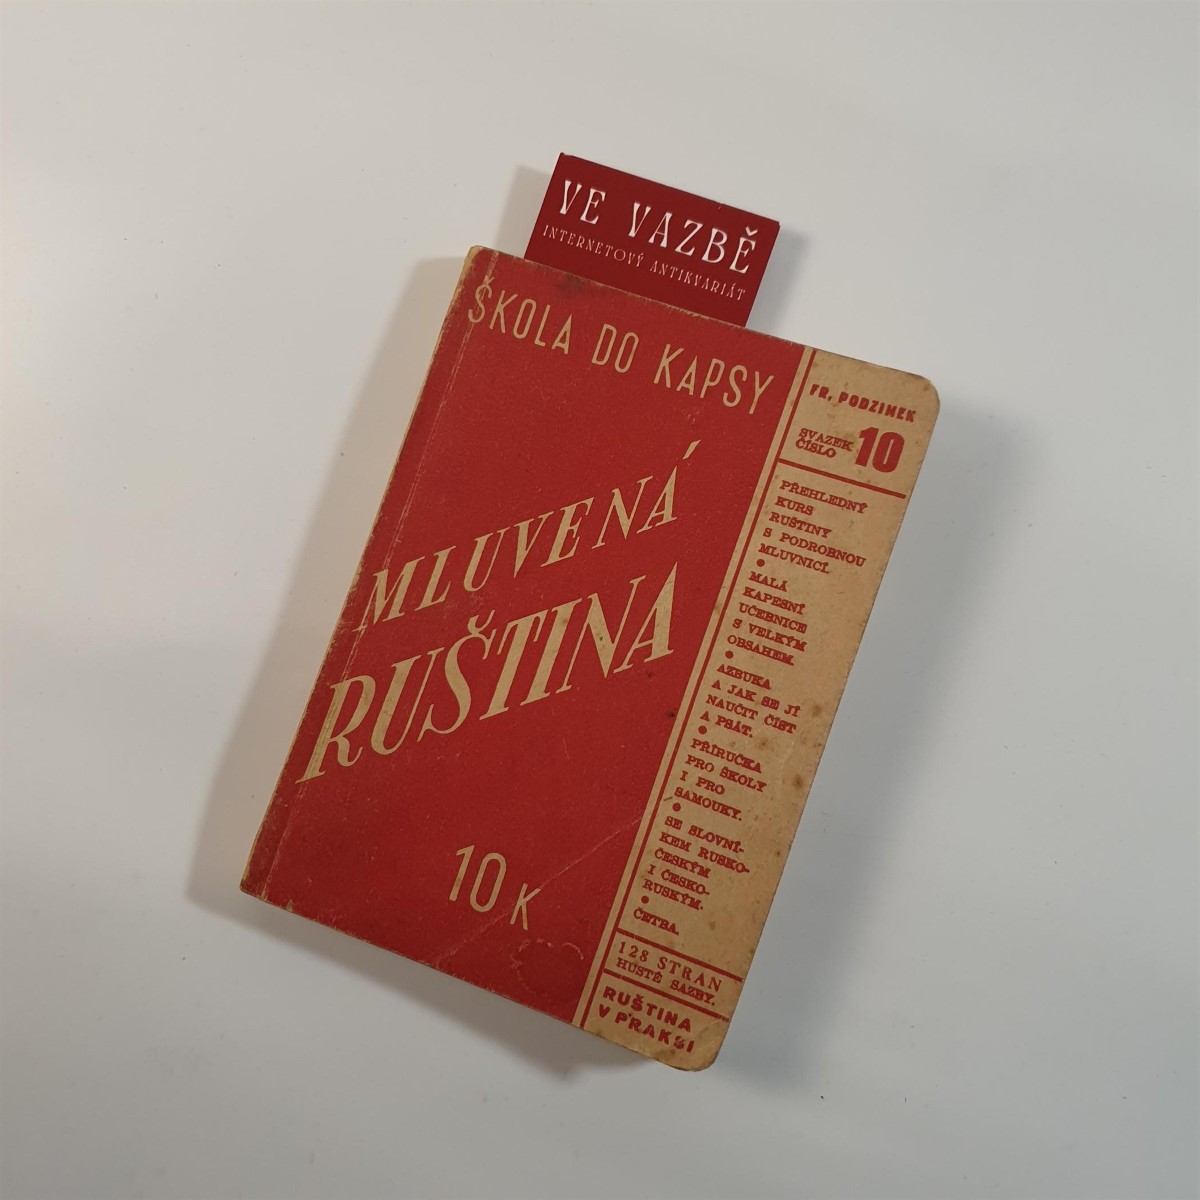 VE VAZBĚ
INTERNETOVÝ ANTIKVARIÁT
ŠKOLA DO KAPSY
MLUVENÁ
RUŠTINA
10 K
FR. PODZIMEK
SVAZEK
ČÍSLO
10
PŘEHLEDNÝ
KURS
RUŠTINY
S PODROBNOU
MLUVNICÍ.
•
MALÁ
KAPESNÍ
UČEBNICE
S VELKÝM
OBSAHEM.
•
AZBUKA
A JAK SE JÍ
NAUČIT ČÍST
A PSÁT.
•
PŘÍRUČKA
PRO ŠKOLY
I PRO
SAMOUKY.
•
SE SLOVNÍ-
KEM RUSKO-
ČESKÝM
I ČESKO-
RUSKÝM.
•
ČETBA.
128 STRAN
HUSTÉ SAZBY.
RUŠTINA
V PRAKSI